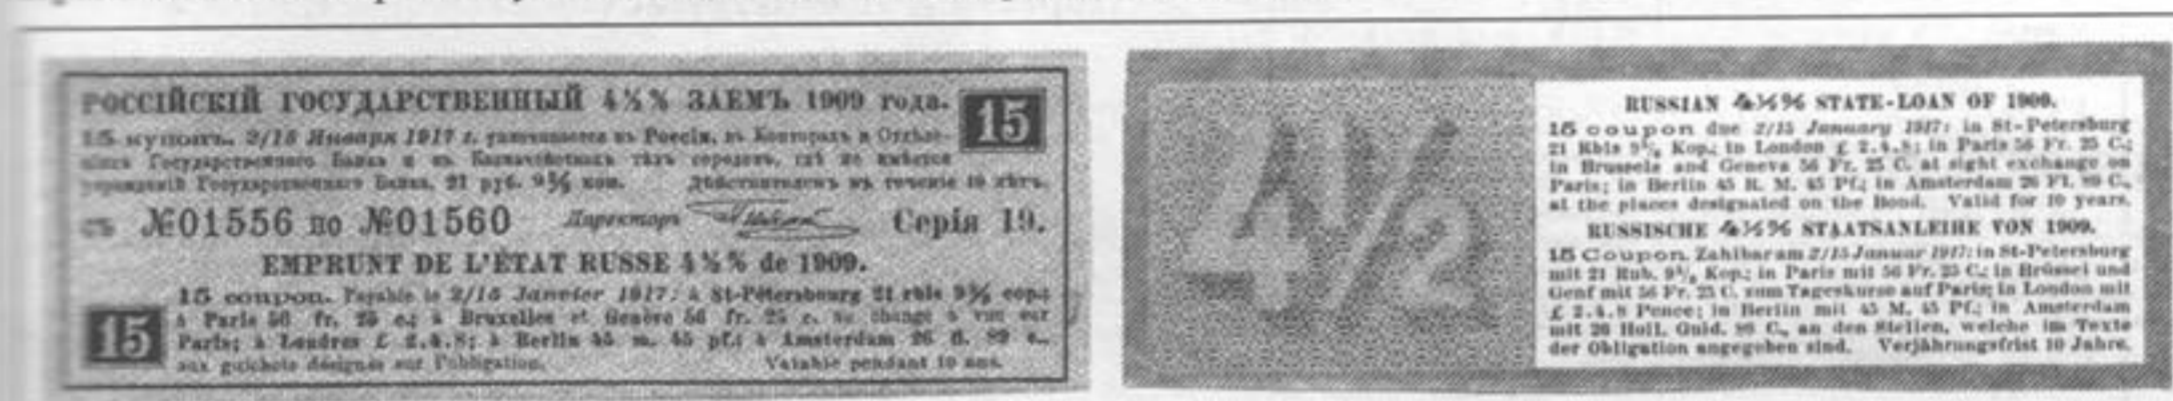 РОССІЙСКІЙ ГОСУДАРСТВЕННЫЙ 4½% ЗАЕМЪ 1909 года.
15
15 купонъ. 2/15 Января 1917 г. уплачивается въ Россіи, въ Конторахъ и Отдѣле-
ніяхъ Государственнаго Банка и въ Казначействахъ тѣхъ городовъ, гдѣ не имѣется
учрежденій Государственнаго Банка, 21 руб. 9⅜ коп. Дѣйствителенъ въ теченіе 10 лѣтъ.
съ №01556 по №01560 Директоръ Серія 19.
EMPRUNT DE L'ÉTAT RUSSE 4½% de 1909.
15 coupon. Payable le 2/15 Janvier 1917: à St-Pétersbourg 21 rbls 9⅜ cop.;
à Paris 56 fr. 25 c.; à Bruxelles et Genève 56 fr. 25 c. au change à vue sur
Paris; à Londres £ 2.4.8; à Berlin 45 m. 45 pf.; à Amsterdam 26 fl. 89 c.,
aux guichets désignés sur l'obligation. Valable pendant 10 ans.
15
4½
RUSSIAN 4½% STATE-LOAN OF 1909.
15 coupon due 2/15 January 1917: in St-Petersburg
21 Rbls 9⅜ Kop.; in London £ 2.4.8; in Paris 56 Fr. 25 C.;
in Brussels and Geneva 56 Fr. 25 C. at sight exchange on
Paris; in Berlin 45 R. M. 45 Pf.; in Amsterdam 26 Fl. 89 C.,
at the places designated on the Bond. Valid for 10 years.
RUSSISCHE 4½% STAATSANLEIHE VON 1909.
15 Coupon. Zahlbar am 2/15 Januar 1917: in St-Petersburg
mit 21 Rub. 9⅜ Kop.; in Paris mit 56 Fr. 25 C.; in Brüssel und
Genf mit 56 Fr. 25 C. zum Tageskurse auf Paris; in London mit
£ 2.4.8 Pence; in Berlin mit 45 M. 45 Pf.; in Amsterdam
mit 26 Holl. Guld. 89 C., an den Stellen, welche im Texte
der Obligation angegeben sind. Verjährungsfrist 10 Jahre.